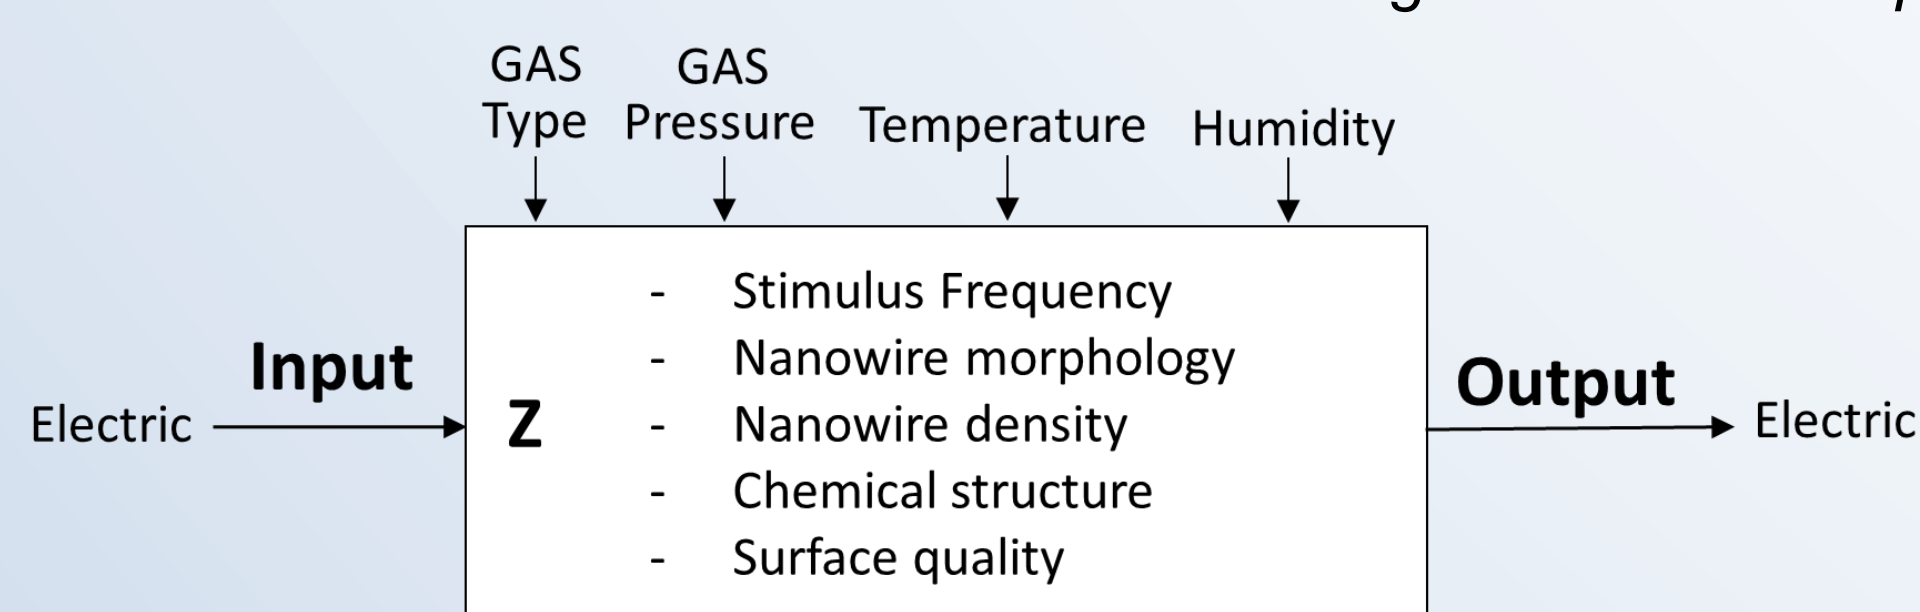 GAS
Type
GAS
Pressure
Temperature
Humidity
Input
Electric
Z
- Stimulus Frequency
- Nanowire morphology
- Nanowire density
- Chemical structure
- Surface quality
Output
Electric